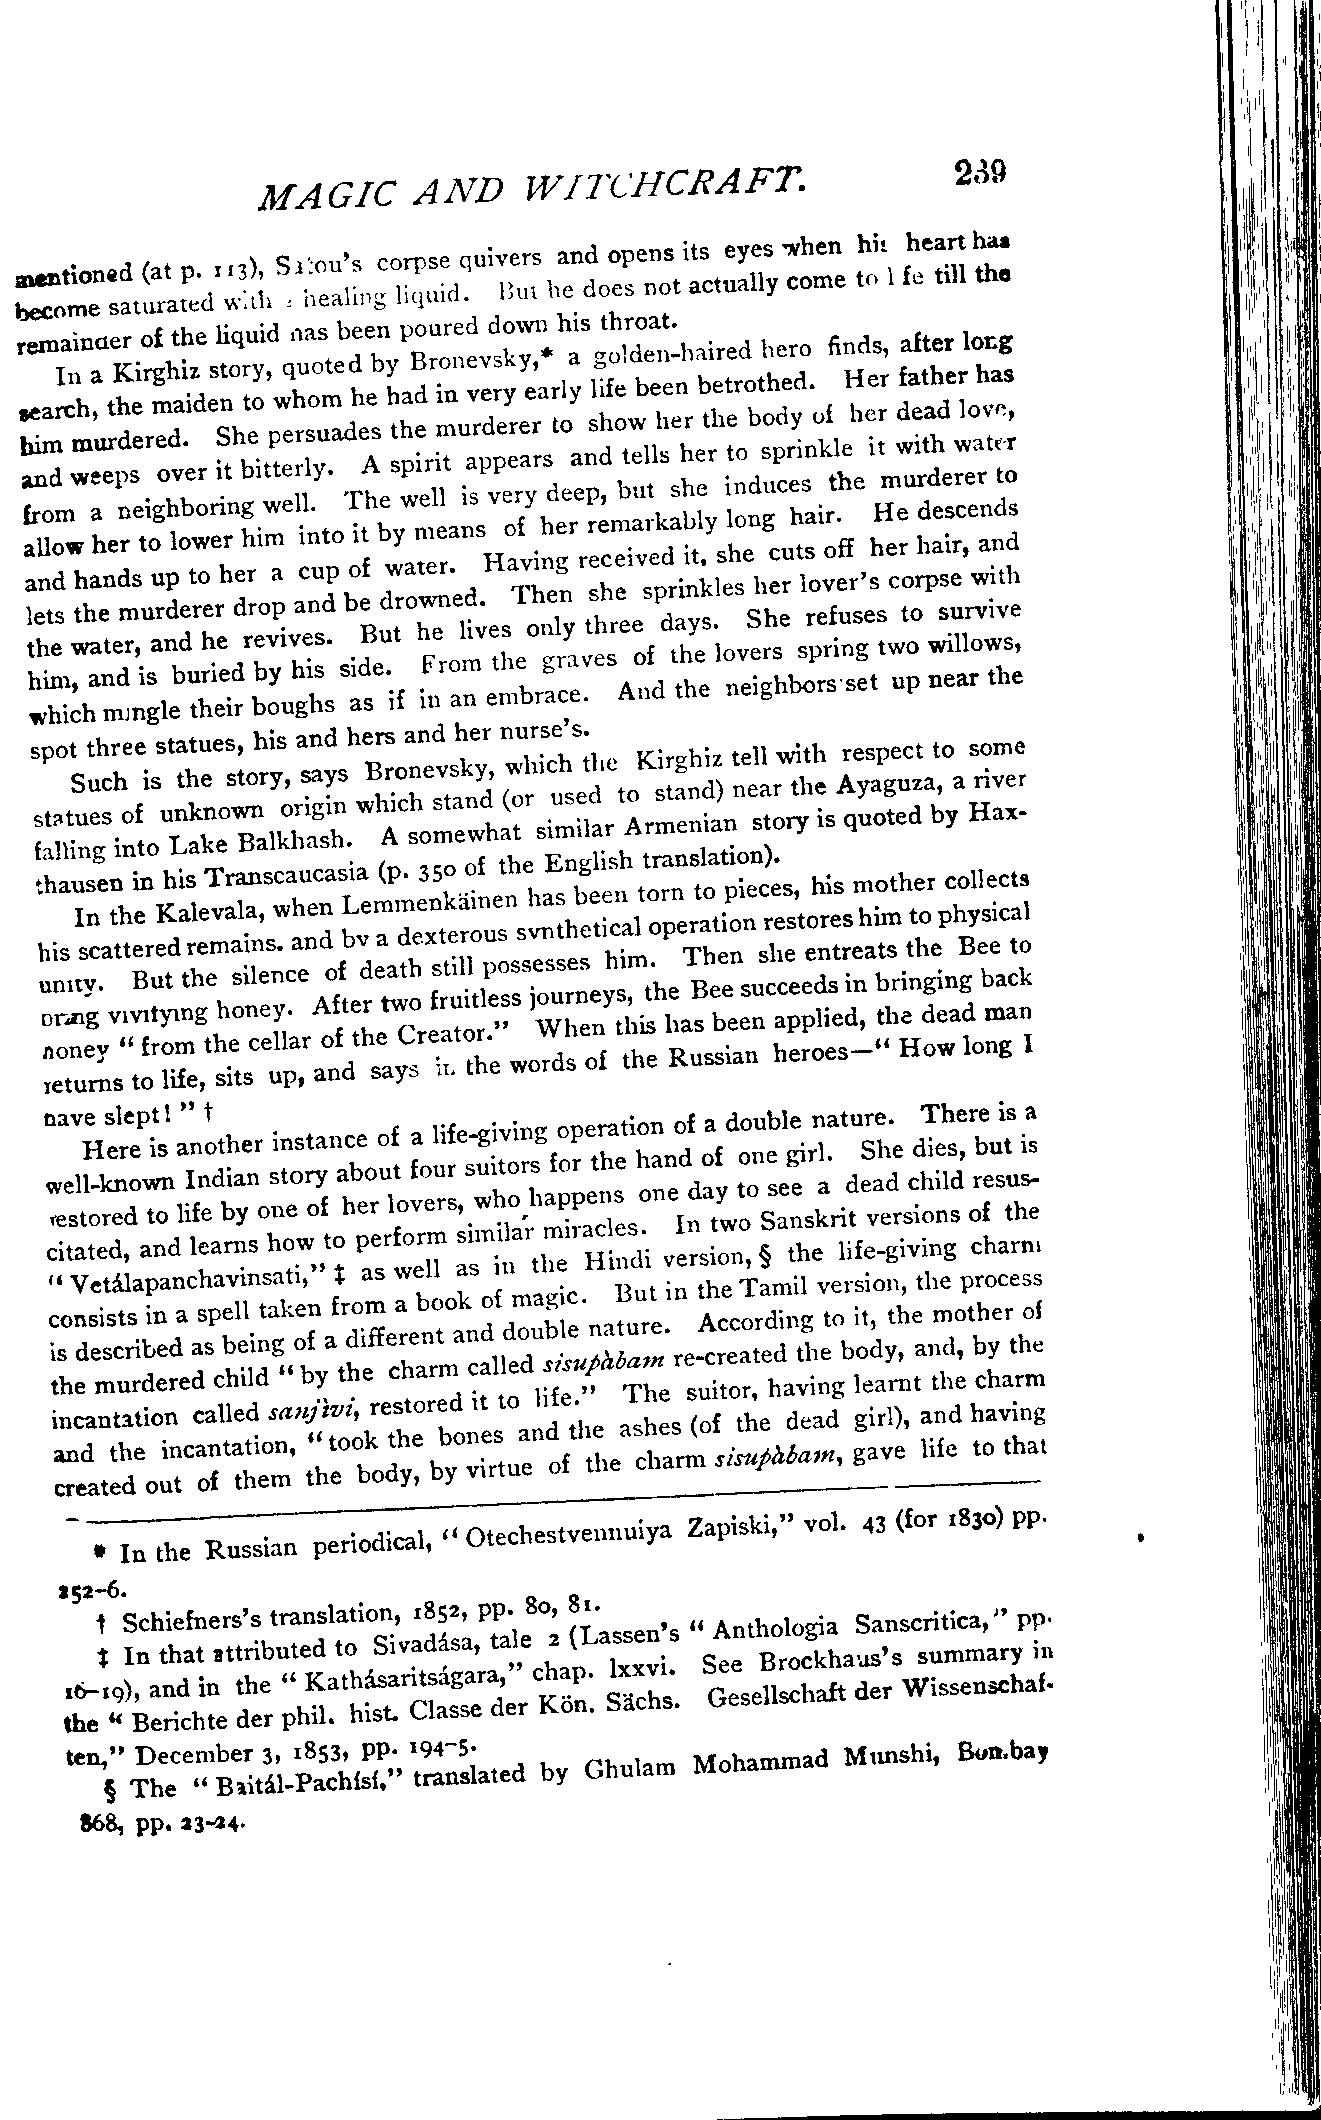 MAGIC AND WITCHCRAFT. 239
mentioned (at p. 113), Satou's corpse quivers and opens its eyes when his heart has
become saturated with a healing liquid. But he does not actually come to life till the
remainder of the liquid has been poured down his throat.
In a Kirghiz story, quoted by Bronevsky,* a golden-haired hero finds, after long
search, the maiden to whom he had in very early life been betrothed. Her father has
him murdered. She persuades the murderer to show her the body of her dead love,
and weeps over it bitterly. A spirit appears and tells her to sprinkle it with water
from a neighboring well. The well is very deep, but she induces the murderer to
allow her to lower him into it by means of her remarkably long hair. He descends
and hands up to her a cup of water. Having received it, she cuts off her hair, and
lets the murderer drop and be drowned. Then she sprinkles her lover's corpse with
the water, and he revives. But he lives only three days. She refuses to survive
him, and is buried by his side. From the graves of the lovers spring two willows,
which mingle their boughs as if in an embrace. And the neighbors set up near the
spot three statues, his and hers and her nurse's.
Such is the story, says Bronevsky, which the Kirghiz tell with respect to some
statues of unknown origin which stand (or used to stand) near the Ayaguza, a river
falling into Lake Balkhash. A somewhat similar Armenian story is quoted by Hax-
thausen in his Transcaucasia (p. 350 of the English translation).
In the Kalevala, when Lemmenkäinen has been torn to pieces, his mother collects
his scattered remains, and by a dexterous synthetical operation restores him to physical
unity. But the silence of death still possesses him. Then she entreats the Bee to
bring vivifying honey. After two fruitless journeys, the Bee succeeds in bringing back
honey "from the cellar of the Creator." When this has been applied, the dead man
returns to life, sits up, and says in the words of the Russian heroes—"How long I
have slept!" †
Here is another instance of a life-giving operation of a double nature. There is a
well-known Indian story about four suitors for the hand of one girl. She dies, but is
restored to life by one of her lovers, who happens one day to see a dead child resus-
citated, and learns how to perform similar miracles. In two Sanskrit versions of the
"Vetálapanchavinsati," ‡ as well as in the Hindi version, § the life-giving charm
consists in a spell taken from a book of magic. But in the Tamil version, the process
is described as being of a different and double nature. According to it, the mother of
the murdered child "by the charm called sisupàbam re-created the body, and, by the
incantation called sanjìvi, restored it to life." The suitor, having learnt the charm
and the incantation, "took the bones and the ashes (of the dead girl), and having
created out of them the body, by virtue of the charm sisupàbam, gave life to that
* In the Russian periodical, "Otechestvennuiya Zapiski," vol. 43 (for 1830) pp.
252-6.
† Schiefners's translation, 1852, pp. 80, 81.
‡ In that attributed to Sivadása, tale 2 (Lassen's "Anthologia Sanscritica," pp.
16-19), and in the "Kathásaritságara," chap. lxxvi. See Brockhaus's summary in
the "Berichte der phil. hist. Classe der Kön. Sächs. Gesellschaft der Wissenschaf-
ten," December 3, 1853, pp. 194-5.
§ The "Baitál-Pachísí," translated by Ghulam Mohammad Munshi, Bombay
868, pp. 23-24.